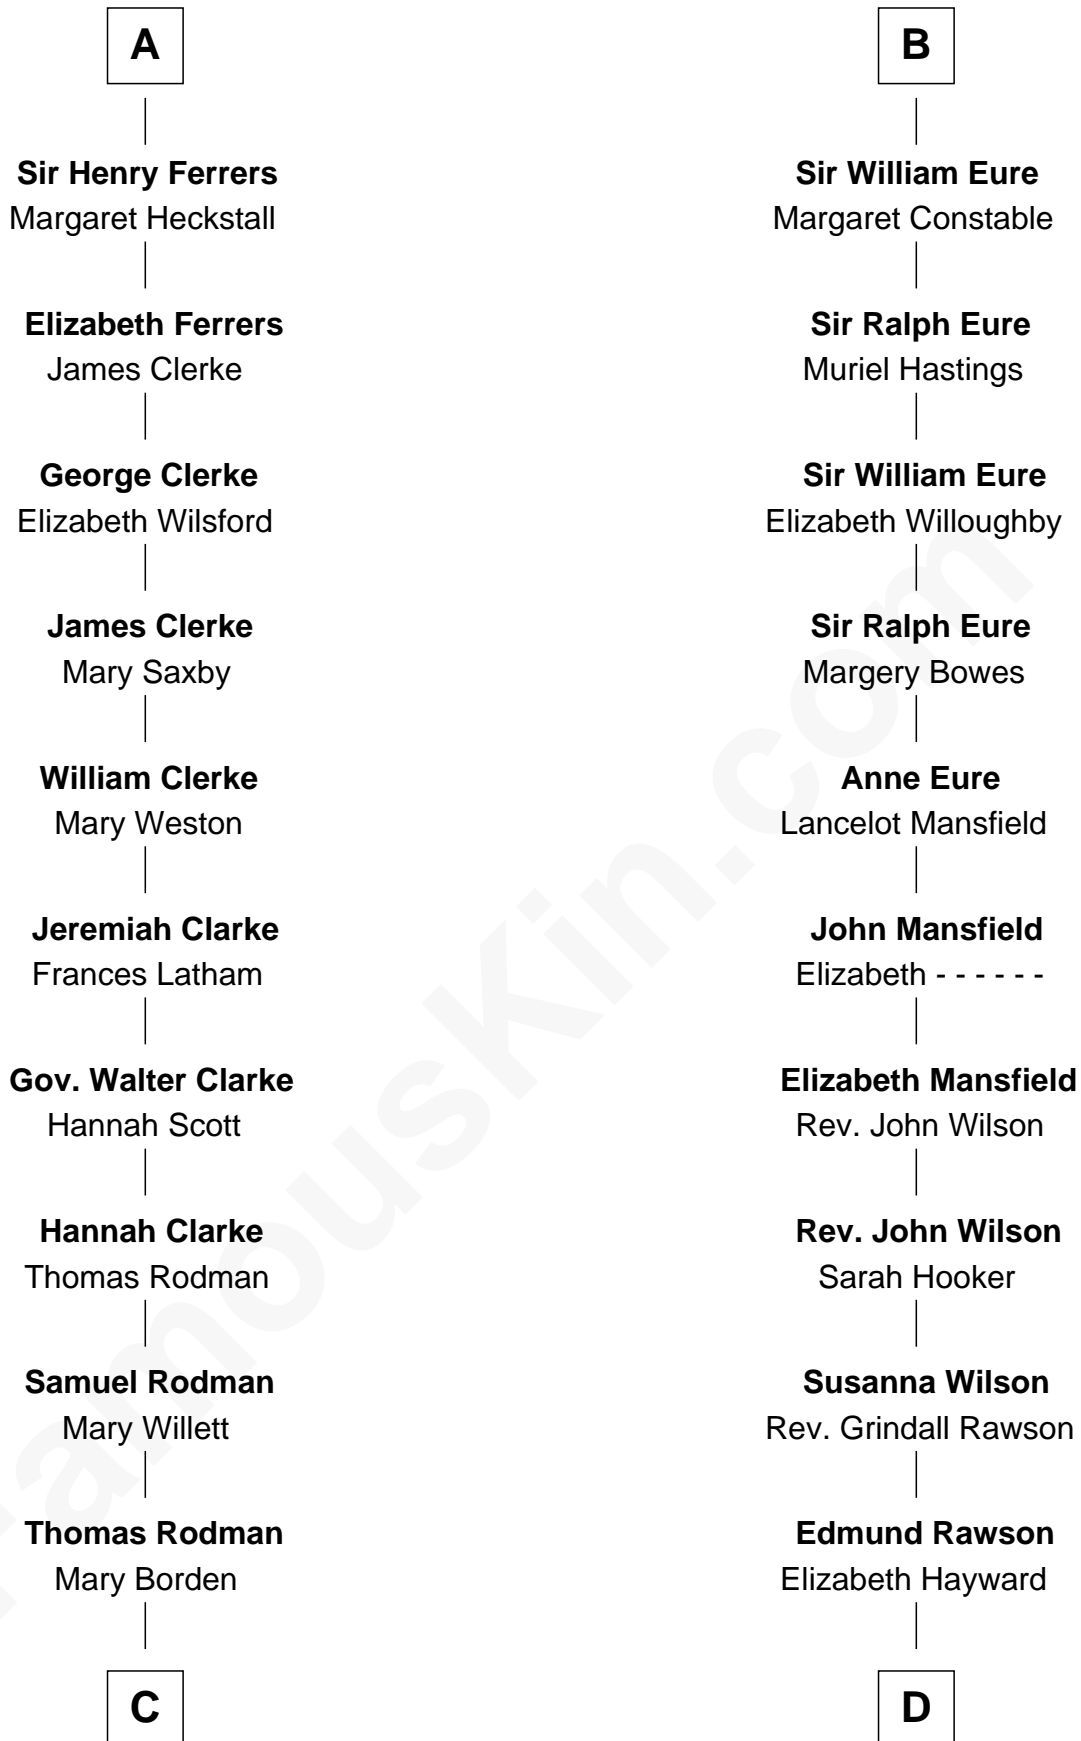 A
Sir Henry Ferrers
Margaret Heckstall
Elizabeth Ferrers
James Clerke
George Clerke
Elizabeth Wilsford
James Clerke
Mary Saxby
William Clerke
Mary Weston
Jeremiah Clarke
Frances Latham
Gov. Walter Clarke
Hannah Scott
Hannah Clarke
Thomas Rodman
Samuel Rodman
Mary Willett
Thomas Rodman
Mary Borden
C
B
Sir William Eure
Margaret Constable
Sir Ralph Eure
Muriel Hastings
Sir William Eure
Elizabeth Willoughby
Sir Ralph Eure
Margery Bowes
Anne Eure
Lancelot Mansfield
John Mansfield
Elizabeth - - - - - -
Elizabeth Mansfield
Rev. John Wilson
Rev. John Wilson
Sarah Hooker
Susanna Wilson
Rev. Grindall Rawson
Edmund Rawson
Elizabeth Hayward
D
FamousKin.com